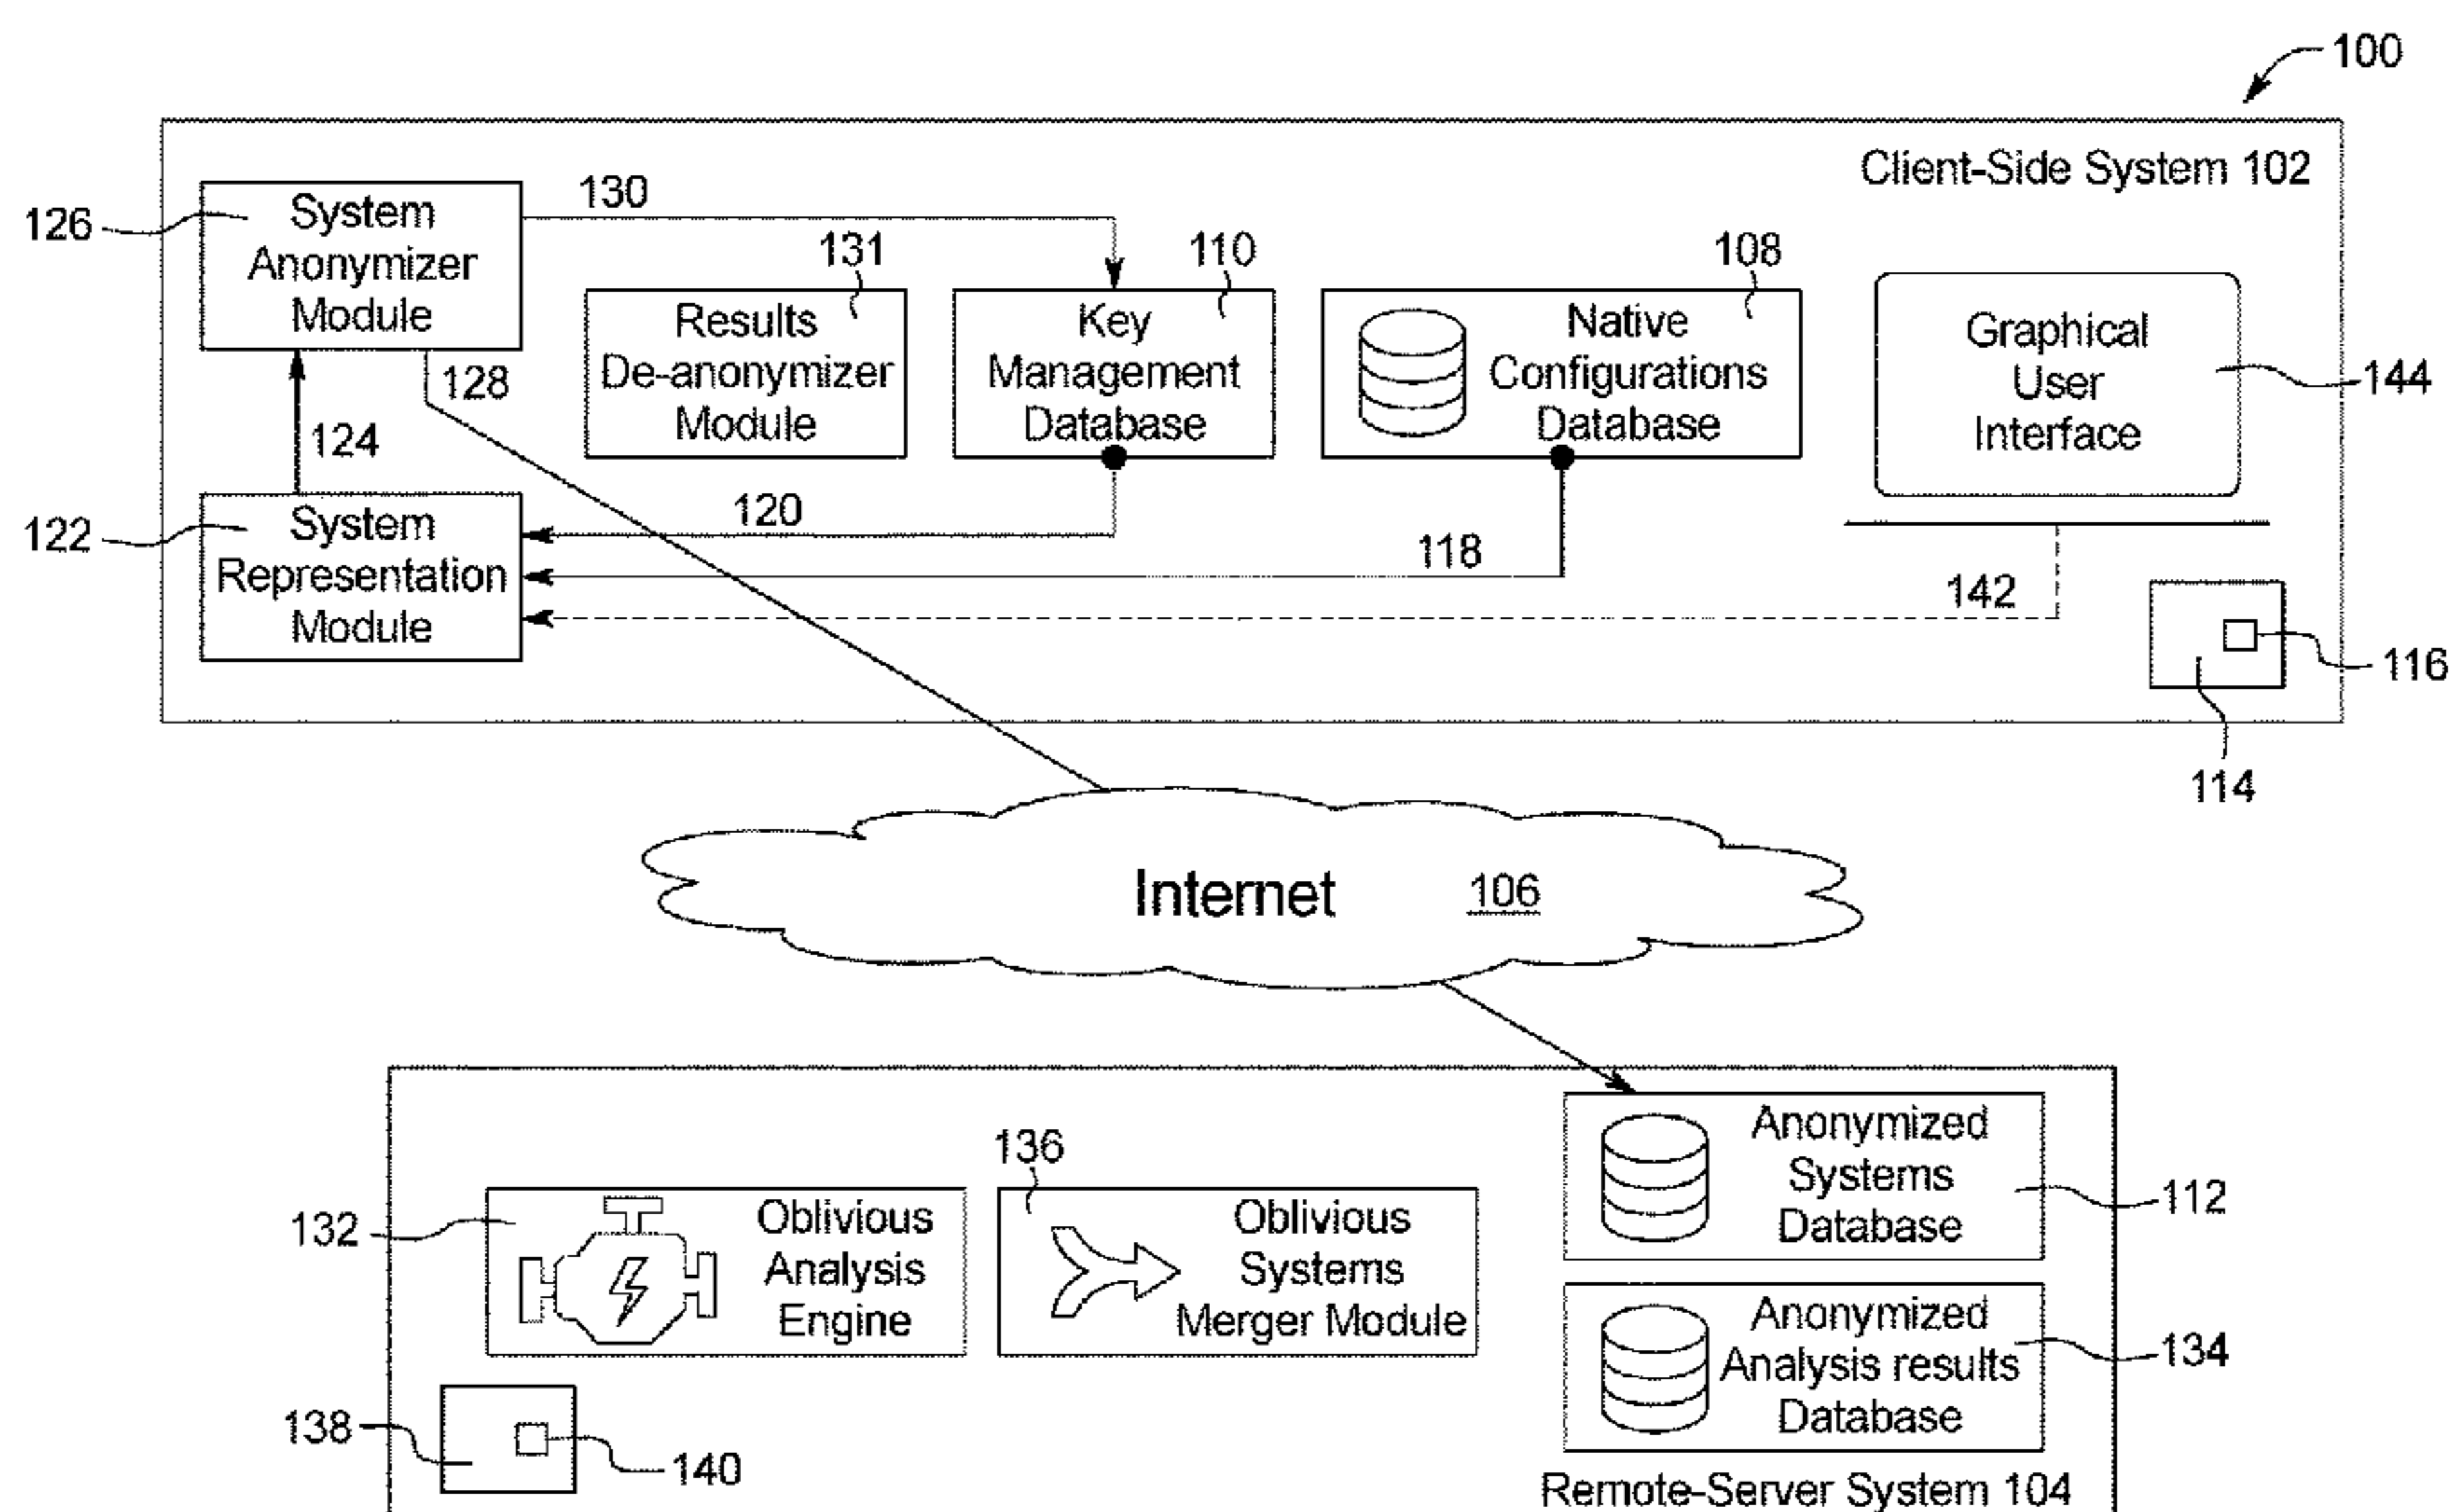 100
Client-Side System 102
126
System
Anonymizer
Module
130
131
Results
De-anonymizer
Module
110
Key
Management
Database
108
Native
Configurations
Database
Graphical
User
Interface
144
128
124
122
System
Representation
Module
120
118
142
116
114
Internet 106
136
132
Oblivious
Analysis
Engine
Oblivious
Systems
Merger Module
Anonymized
Systems
Database
112
Anonymized
Analysis results
Database
134
138
140
Remote-Server System 104